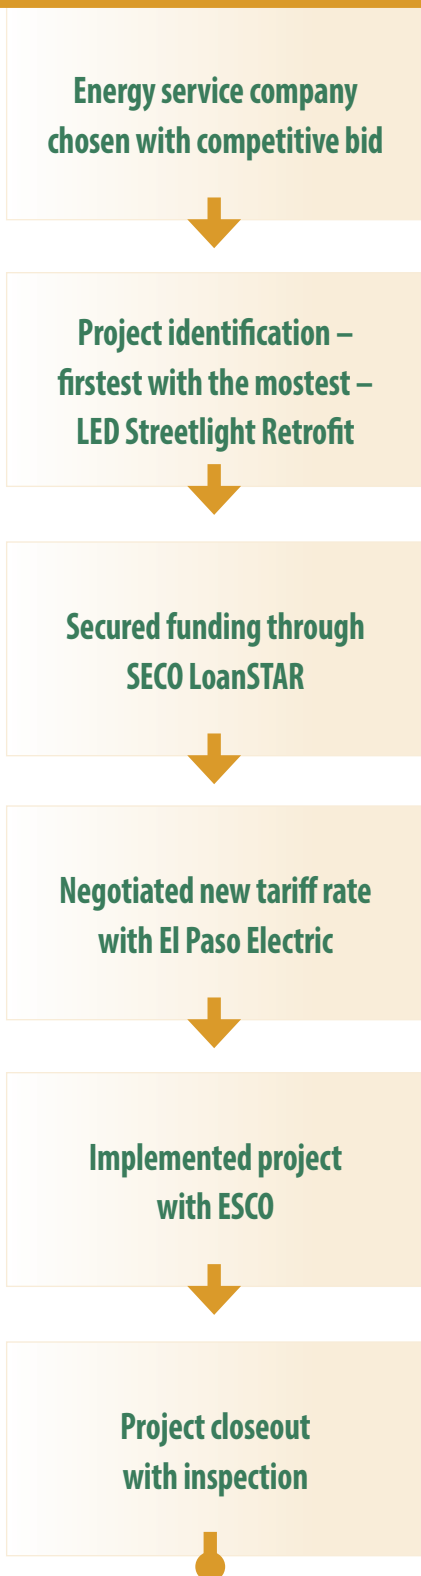 Energy service company
chosen with competitive bid
Project identification –
firstest with the mostest –
LED Streetlight Retrofit
Secured funding through
SECO LoanSTAR
Negotiated new tariff rate
with El Paso Electric
Implemented project
with ESCO
Project closeout
with inspection